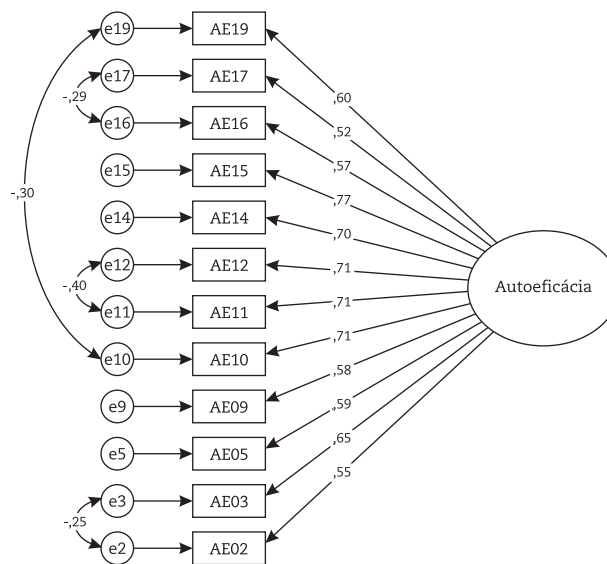 e19 AE19
,60
e17 AE17
-,29
,52
e16 AE16
,57
e15 AE15
-,30
,77
e14 AE14
,70
e12 AE12
,71
-,40
Autoeficácia
e11 AE11
,71
e10 AE10
,71
e9 AE09
,58
e5 AE05
,59
e3 AE03
,65
-,25
e2 AE02
,55